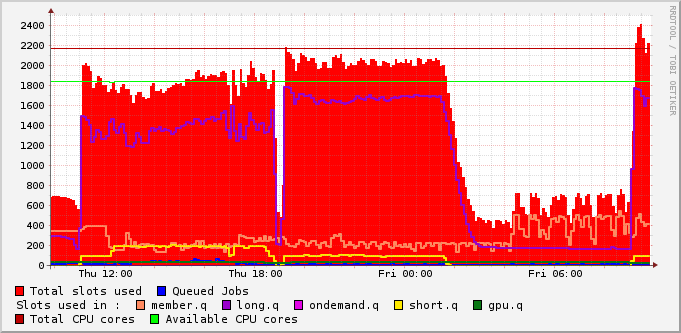 RRDTOOL / TOBI OETIKER
2400
2200
2000
1800
1600
1400
1200
1000
800
600
400
200
0
Thu 12:00 Thu 18:00 Fri 00:00 Fri 06:00
Total slots used Queued Jobs
Slots used in : member.q long.q ondemand.q short.q gpu.q
Total CPU cores Available CPU cores